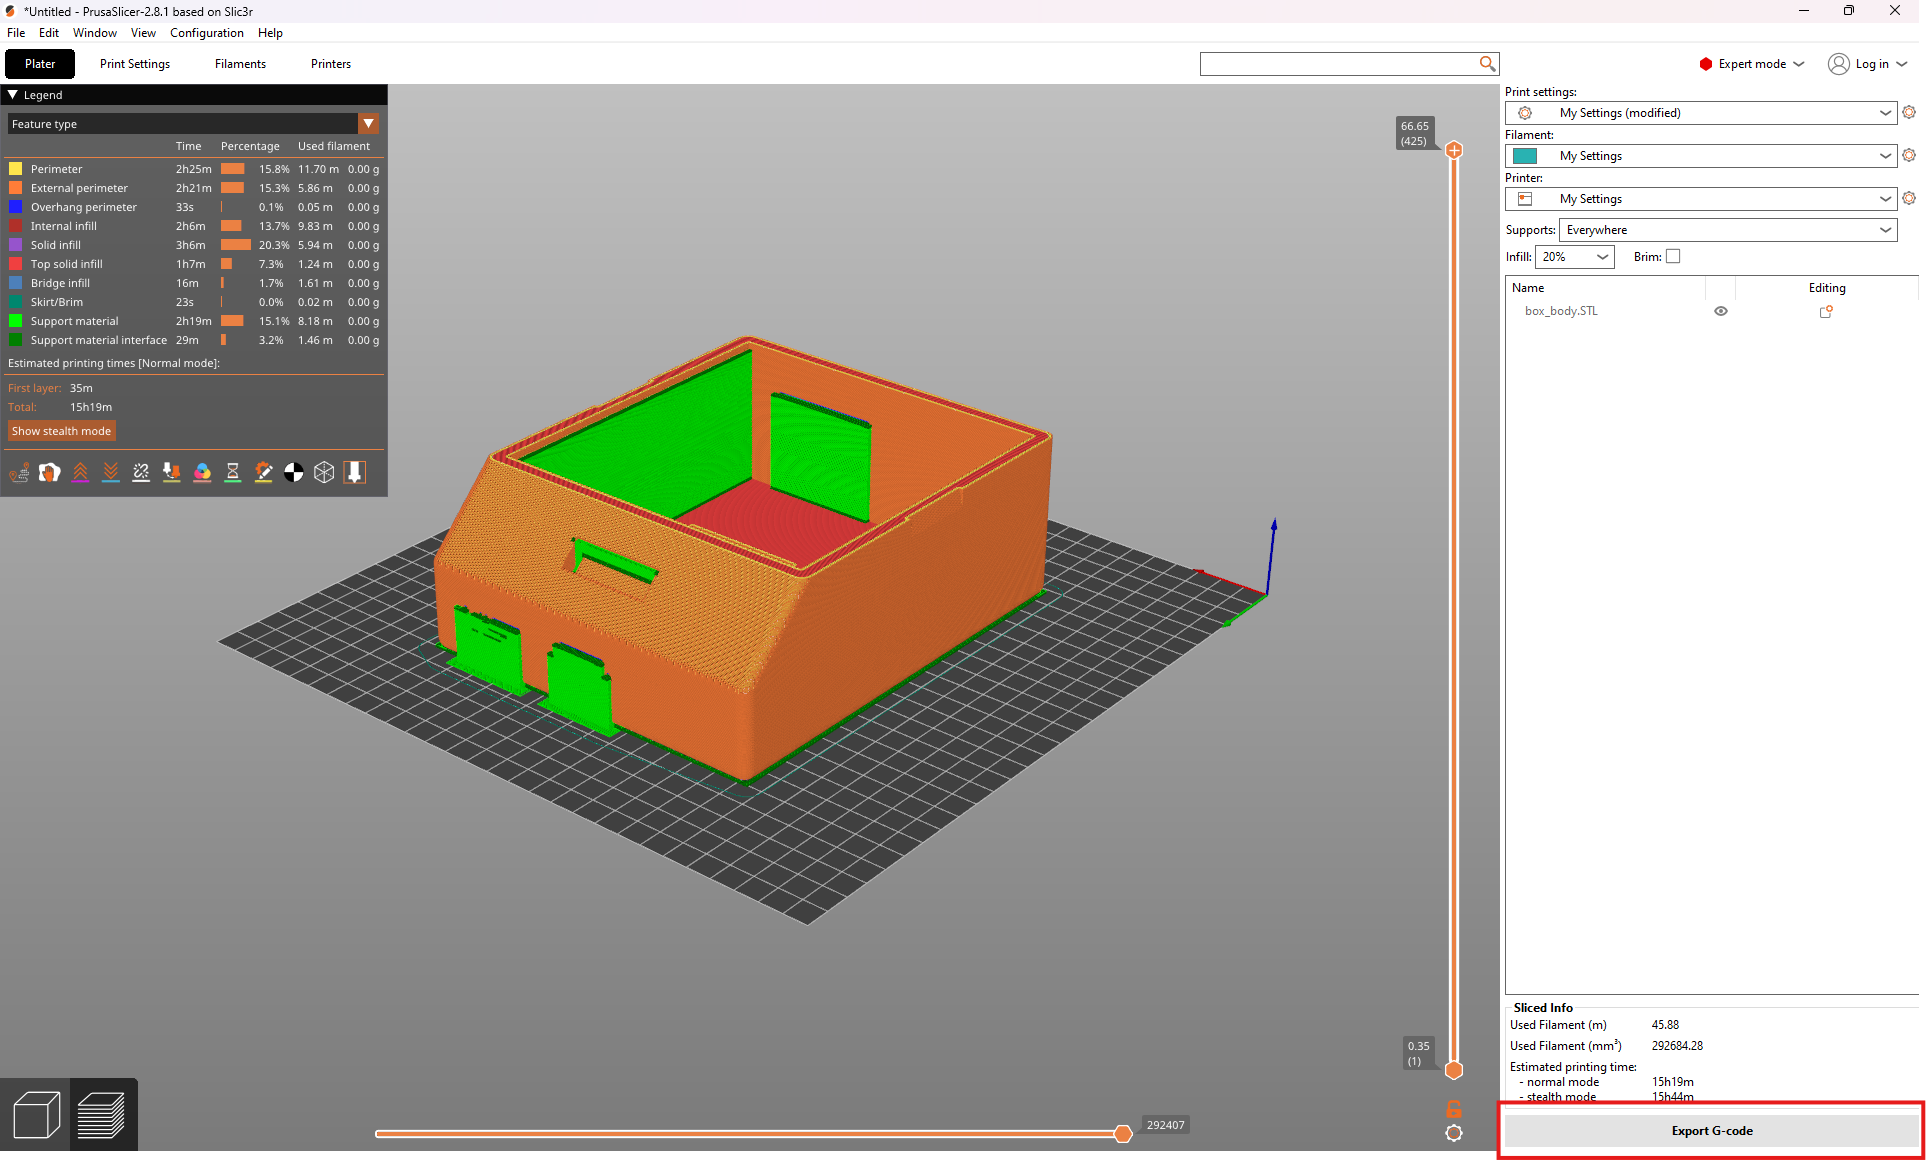 *Untitled - PrusaSlicer-2.8.1 based on Slic3r
File Edit Window View Configuration Help
Plater Print Settings Filaments Printers Expert mode Log in
Legend
Feature type
Time Percentage Used filament
Perimeter 2h25m 15.8% 11.70 m 0.00 g
External perimeter 2h21m 15.3% 5.86 m 0.00 g
Overhang perimeter 33s 0.1% 0.05 m 0.00 g
Internal infill 2h6m 13.7% 9.83 m 0.00 g
Solid infill 3h6m 20.3% 5.94 m 0.00 g
Top solid infill 1h7m 7.3% 1.24 m 0.00 g
Bridge infill 16m 1.7% 1.61 m 0.00 g
Skirt/Brim 23s 0.0% 0.02 m 0.00 g
Support material 2h19m 15.1% 8.18 m 0.00 g
Support material interface 29m 3.2% 1.46 m 0.00 g
Estimated printing times [Normal mode]:
First layer: 35m
Total: 15h19m
Show stealth mode
66.65
(425)
0.35
(1)
292407
Print settings:
My Settings (modified)
Filament:
My Settings
Printer:
My Settings
Supports: Everywhere
Infill: 20% Brim:
Name Editing
box_body.STL
Sliced Info
Used Filament (m) 45.88
Used Filament (mm³) 292684.28
Estimated printing time:
- normal mode 15h19m
- stealth mode 15h44m
Export G-code